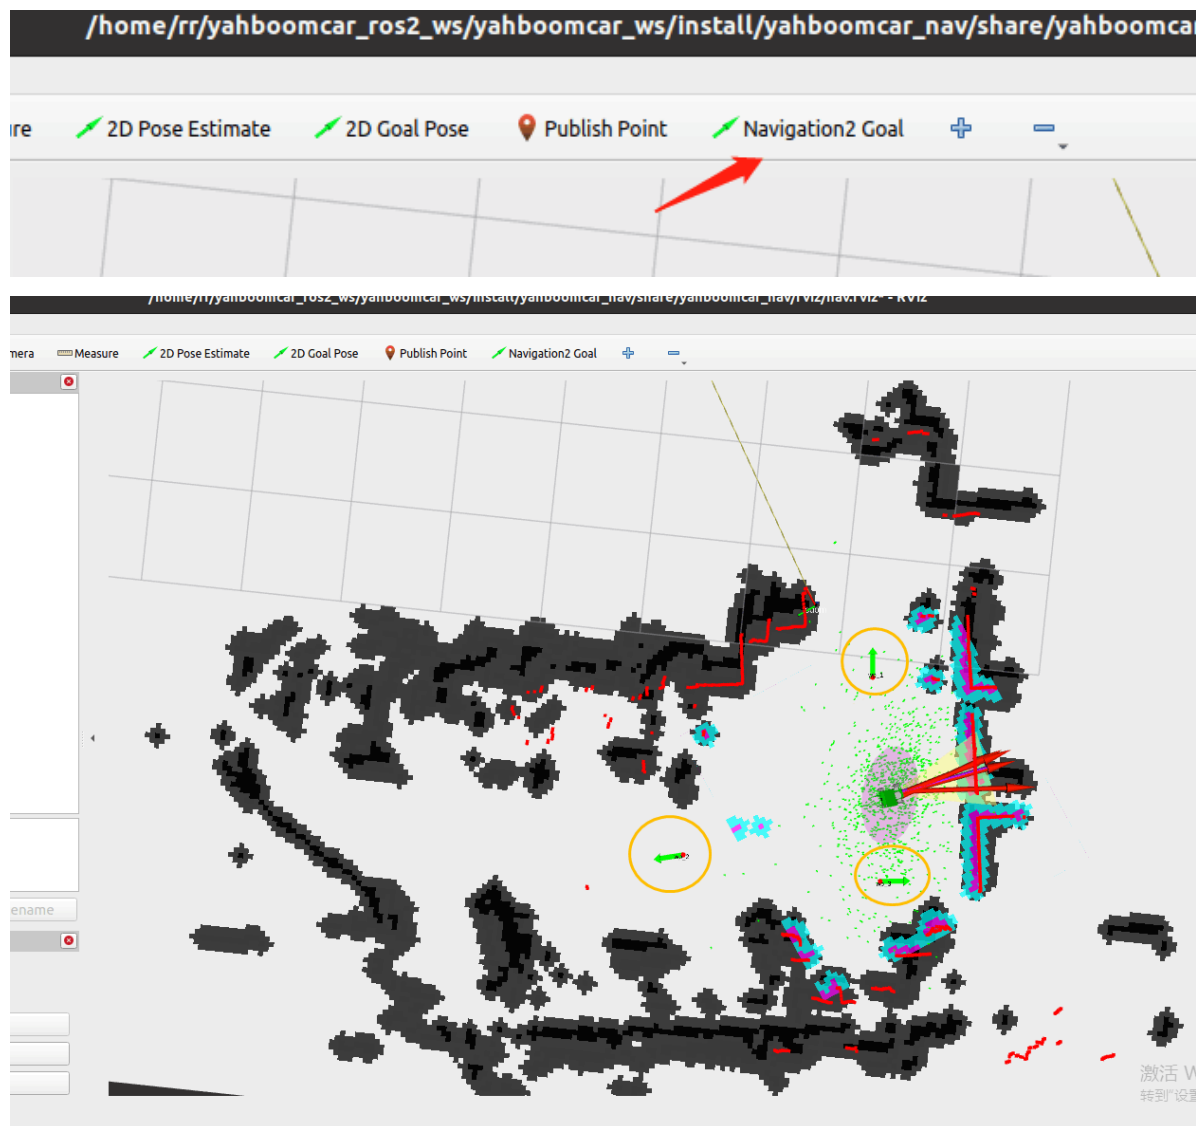 /home/rr/yahboomcar_ros2_ws/yahboomcar_ws/install/yahboomcar_nav/share/yahboomcar
ire 2D Pose Estimate 2D Goal Pose Publish Point Navigation2 Goal
/home/rr/yahboomcar_ros2_ws/yahboomcar_ws/install/yahboomcar_nav/share/yahboomcar_nav/rviz/nav.rviz* - RViz
mera Measure 2D Pose Estimate 2D Goal Pose Publish Point Navigation2 Goal
ename
激活 W
转到"设置